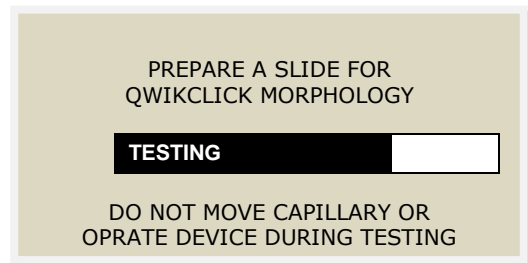 PREPARE A SLIDE FOR
QWIKCLICK MORPHOLOGY
TESTING
DO NOT MOVE CAPILLARY OR
OPRATE DEVICE DURING TESTING